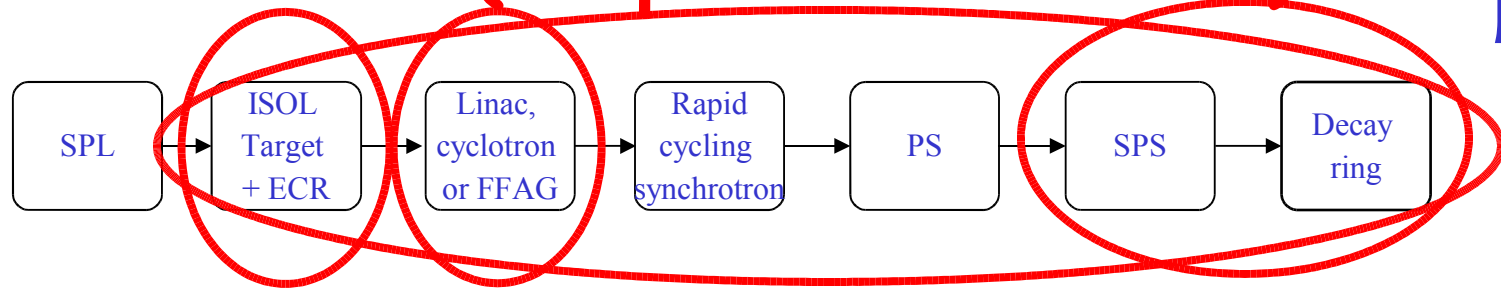 SPL
ISOL
Target
+ ECR
Linac,
cyclotron
or FFAG
Rapid
cycling
synchrotron
PS
SPS
Decay
ring